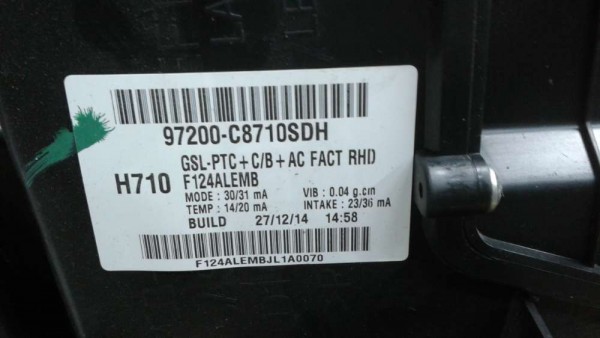 97200-C8710SDH
GSL-PTC+C/B+AC FACT RHD
H710 F124ALEMB
MODE : 30/31 mA VIB : 0.04 g.cm
TEMP : 14/20 mA INTAKE : 23/36 mA
BUILD 27/12/14 14:58
F124ALEMBJL1A0070